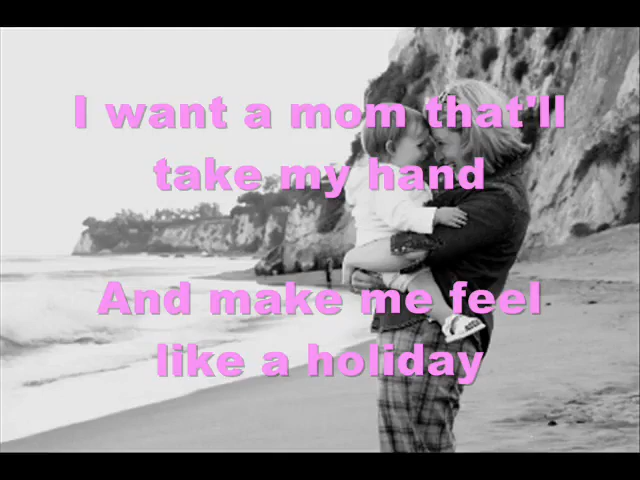 I want a mom that'll
take my hand
And make me feel
like a holiday